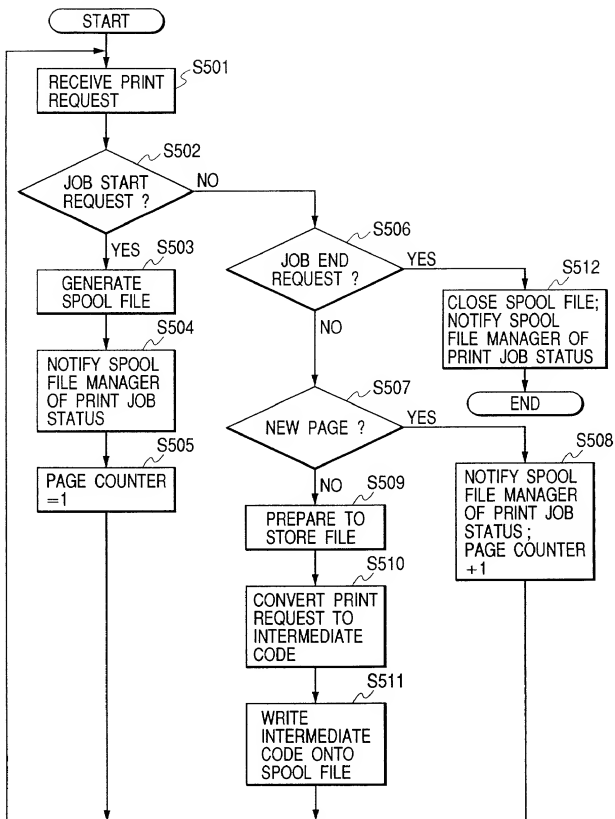 START
S501
RECEIVE PRINT
REQUEST
S502
JOB START
REQUEST ?
NO
YES
S503
GENERATE
SPOOL FILE
S504
NOTIFY SPOOL
FILE MANAGER
OF PRINT JOB
STATUS
S505
PAGE COUNTER
=1
S506
JOB END
REQUEST ?
YES
NO
S512
CLOSE SPOOL FILE;
NOTIFY SPOOL
FILE MANAGER OF
PRINT JOB STATUS
END
S507
NEW PAGE ?
YES
NO
S508
NOTIFY SPOOL
FILE MANAGER
OF PRINT JOB
STATUS ;
PAGE COUNTER
+1
S509
PREPARE TO
STORE FILE
S510
CONVERT PRINT
REQUEST TO
INTERMEDIATE
CODE
S511
WRITE
INTERMEDIATE
CODE ONTO
SPOOL FILE